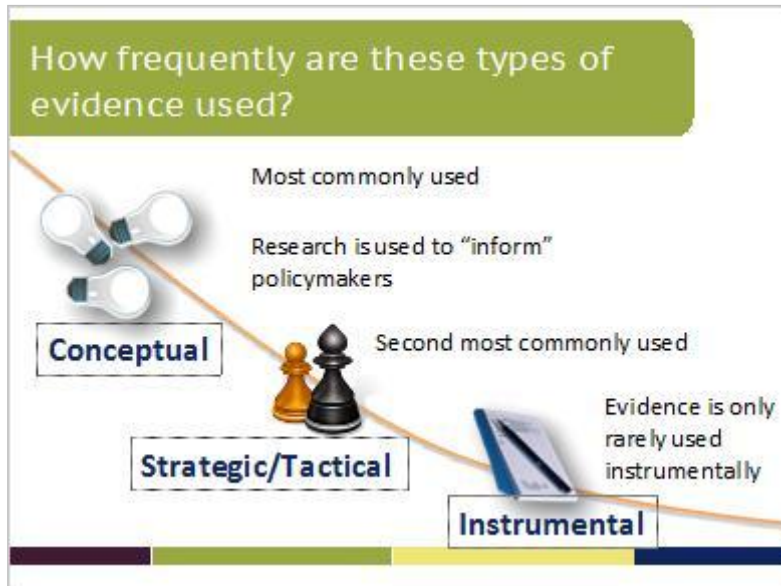 How frequently are these types of
evidence used?
Most commonly used
Research is used to “inform”
policymakers
Conceptual
Second most commonly used
Strategic/Tactical
Evidence is only
rarely used
instrumentally
Instrumental